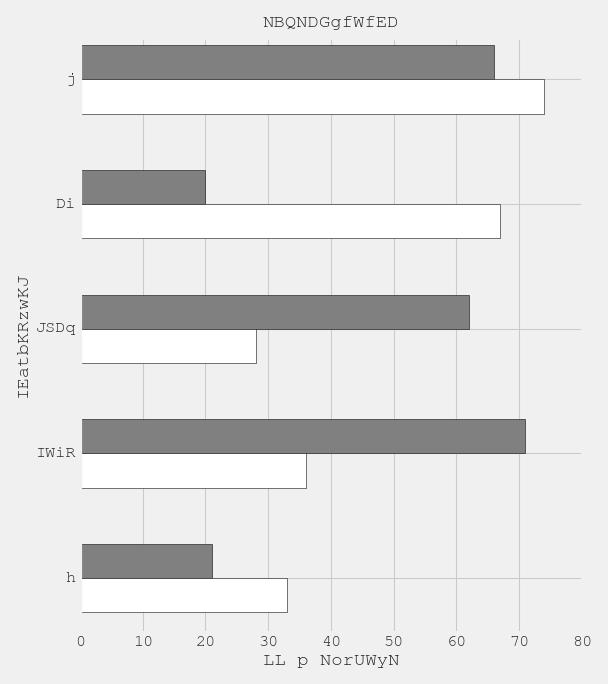 NBQNDGgfWfED
IEatbKRzwKJ
j
Di
JSDq
IWiR
h
0 10 20 30 40 50 60 70 80
LL p NorUWyN